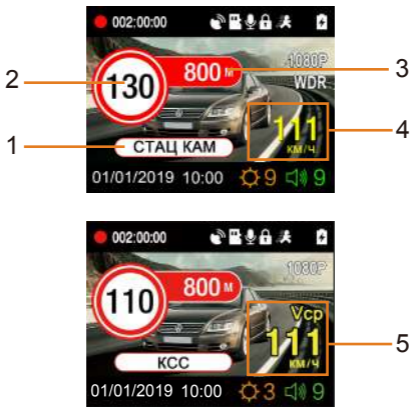 002:00:00
1080P
2
130
800 М
3
WDR
111
4
КМ/Ч.
1
СТАЦ КАМ
01/01/2019 10:00 9 9
002:00:00
1080P
110
800 М
Vср
111
5
КМ/Ч
КСС
01/01/2019 10:00 3 9